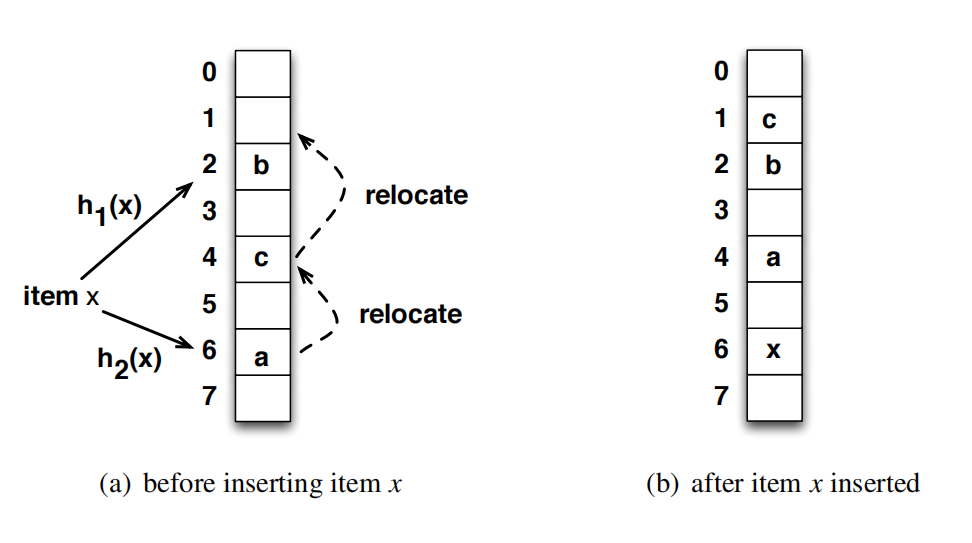 0
1
2 b
3
4 c
5
6 a
7
h1(x)
item x
h2(x)
relocate
relocate
(a) before inserting item x
0
1 c
2 b
3
4 a
5
6 x
7
(b) after item x inserted